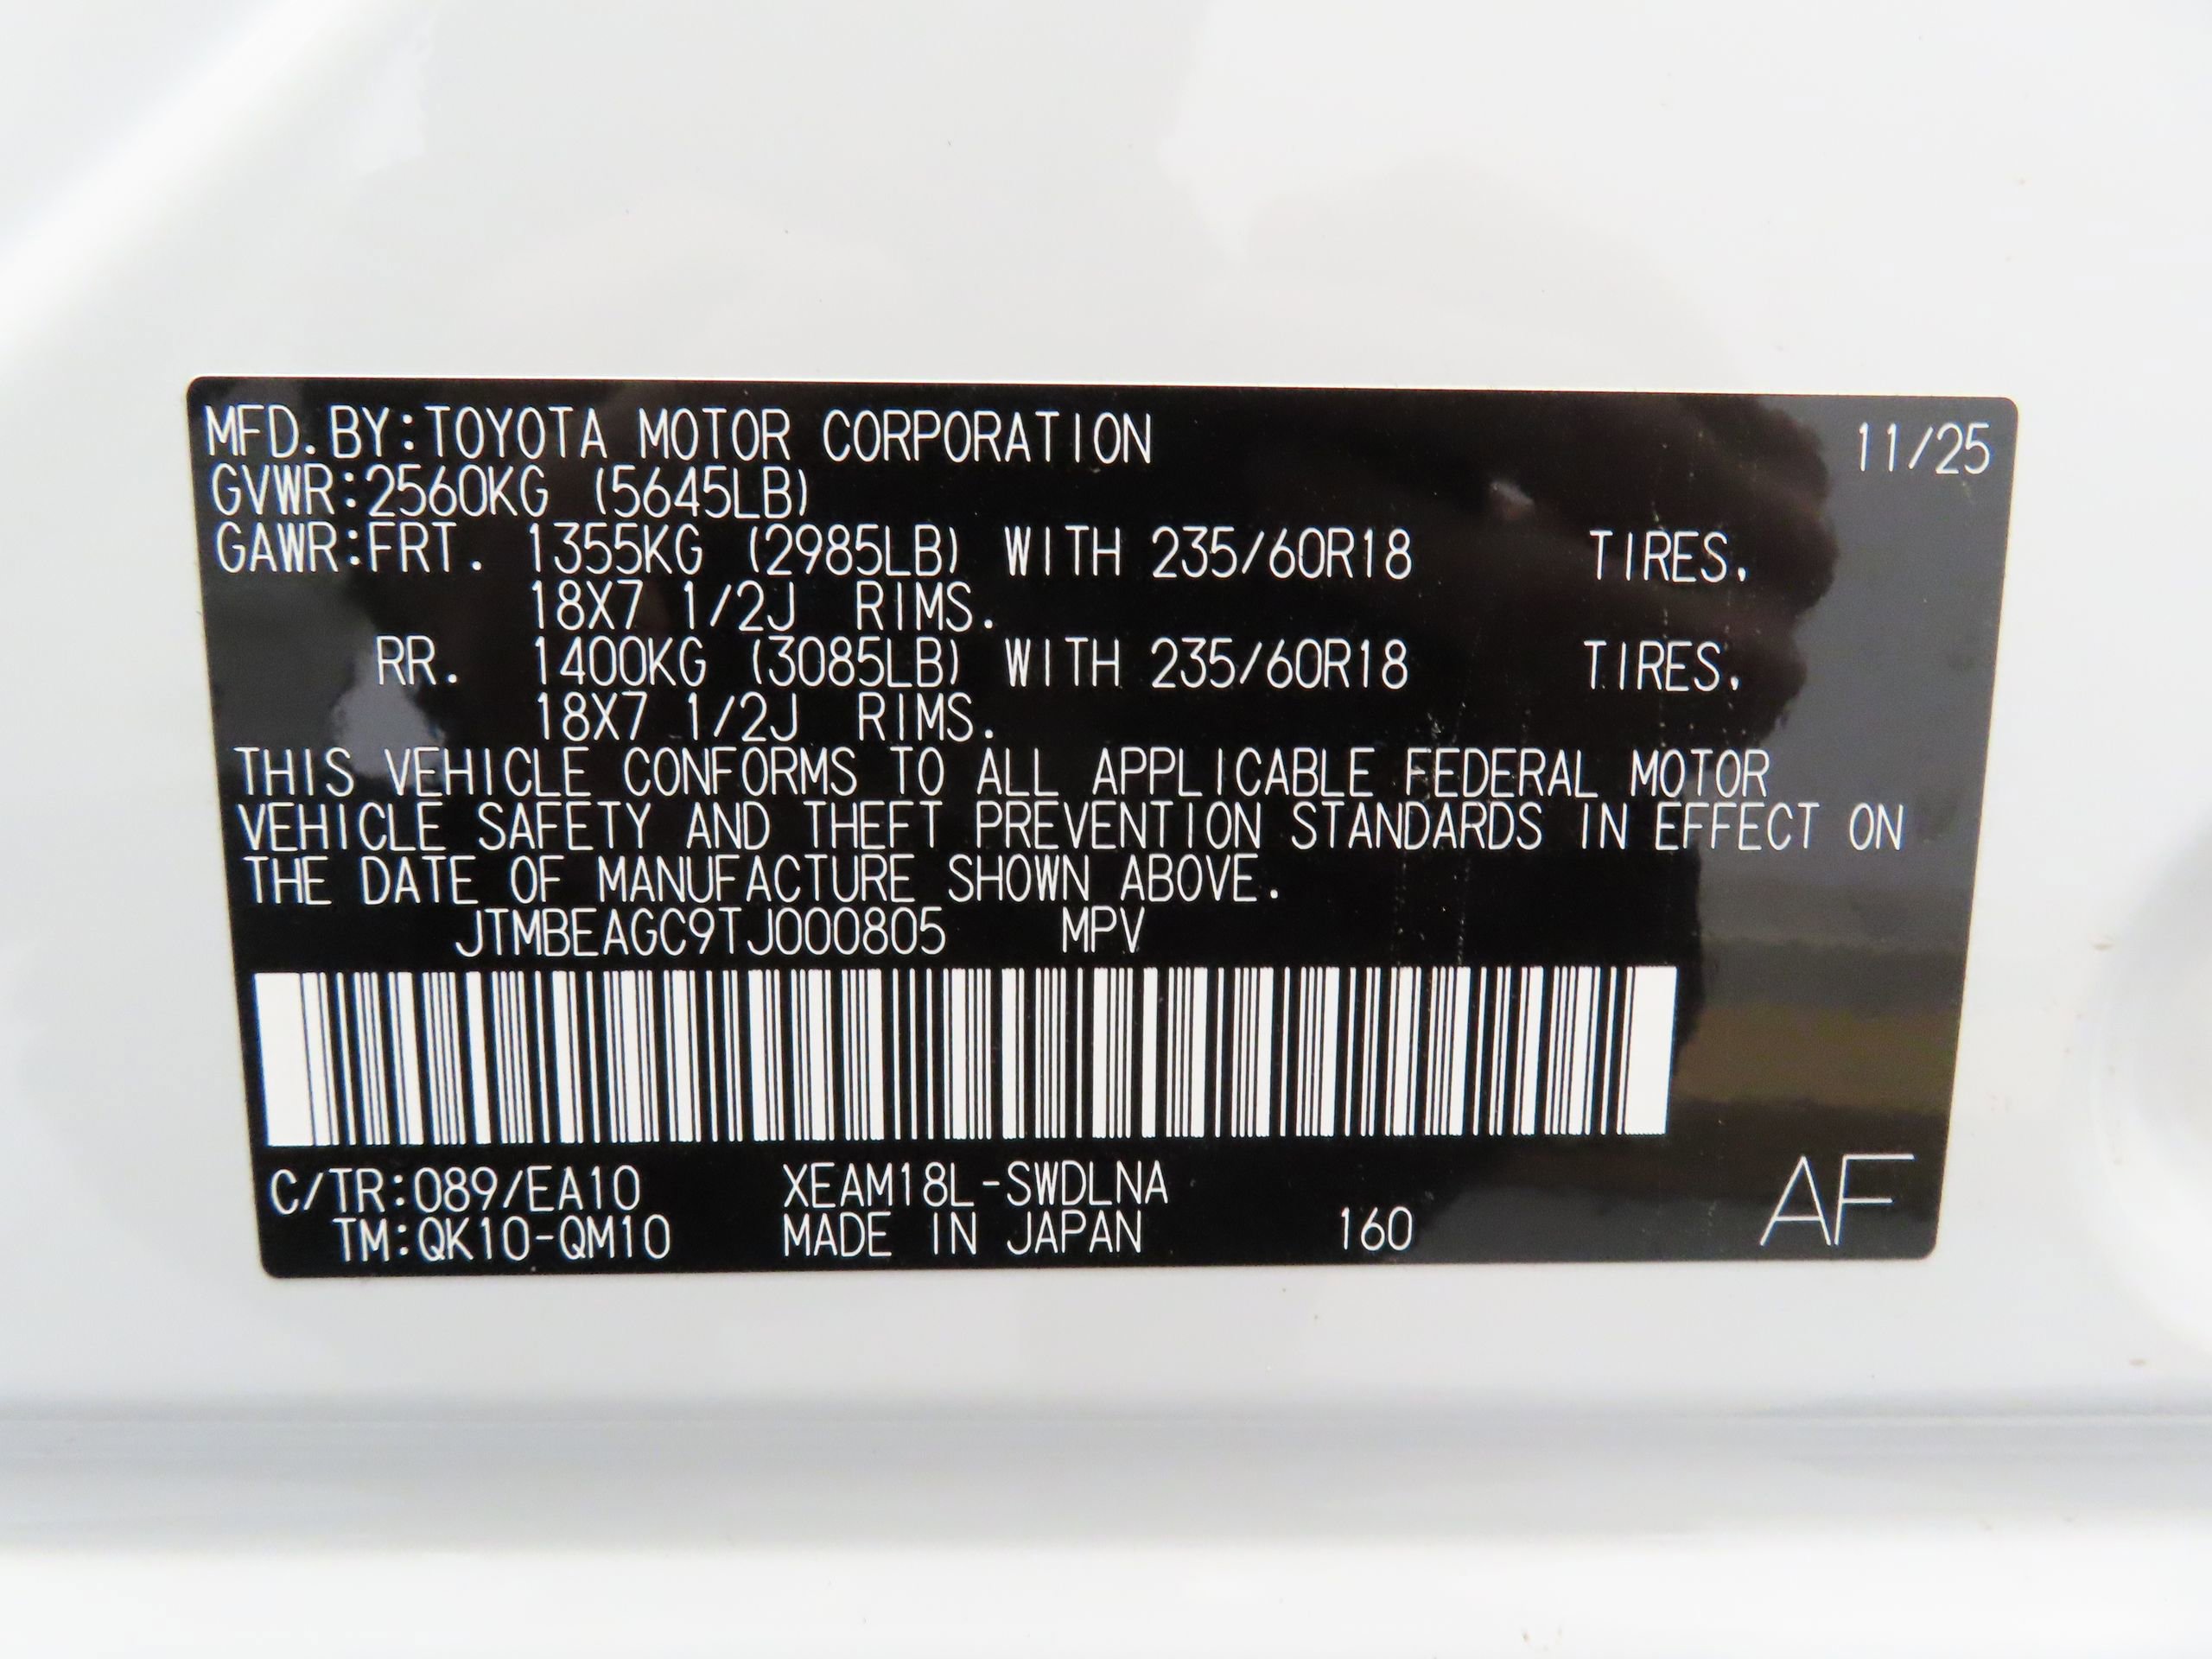 MFD.BY:TOYOTA MOTOR CORPORATION 11/25
GVWR:2560KG (5645LB)
GAWR:FRT. 1355KG (2985LB) WITH 235/60R18 TIRES,
18X7 1/2J RIMS.
RR. 1400KG (3085LB) WITH 235/60R18 TIRES,
18X7 1/2J RIMS.
THIS VEHICLE CONFORMS TO ALL APPLICABLE FEDERAL MOTOR
VEHICLE SAFETY AND THEFT PREVENTION STANDARDS IN EFFECT ON
THE DATE OF MANUFACTURE SHOWN ABOVE.
JTMBEAGC9TJ000805 MPV
C/TR:089/EA10 XEAM18L-SWDLNA
TM:QK10-QM10 MADE IN JAPAN 160 AF